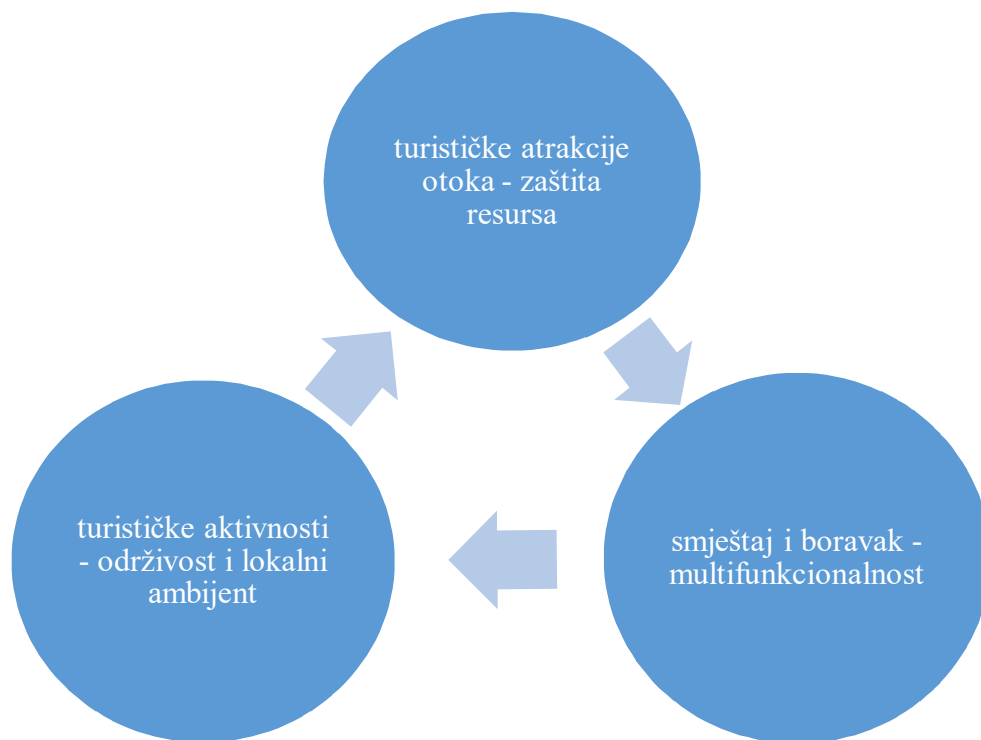 turističke atrakcije
otoka - zaštita
resursa
smještaj i boravak -
multifunkcionalnost
turističke aktivnosti
- održivost i lokalni
ambijent